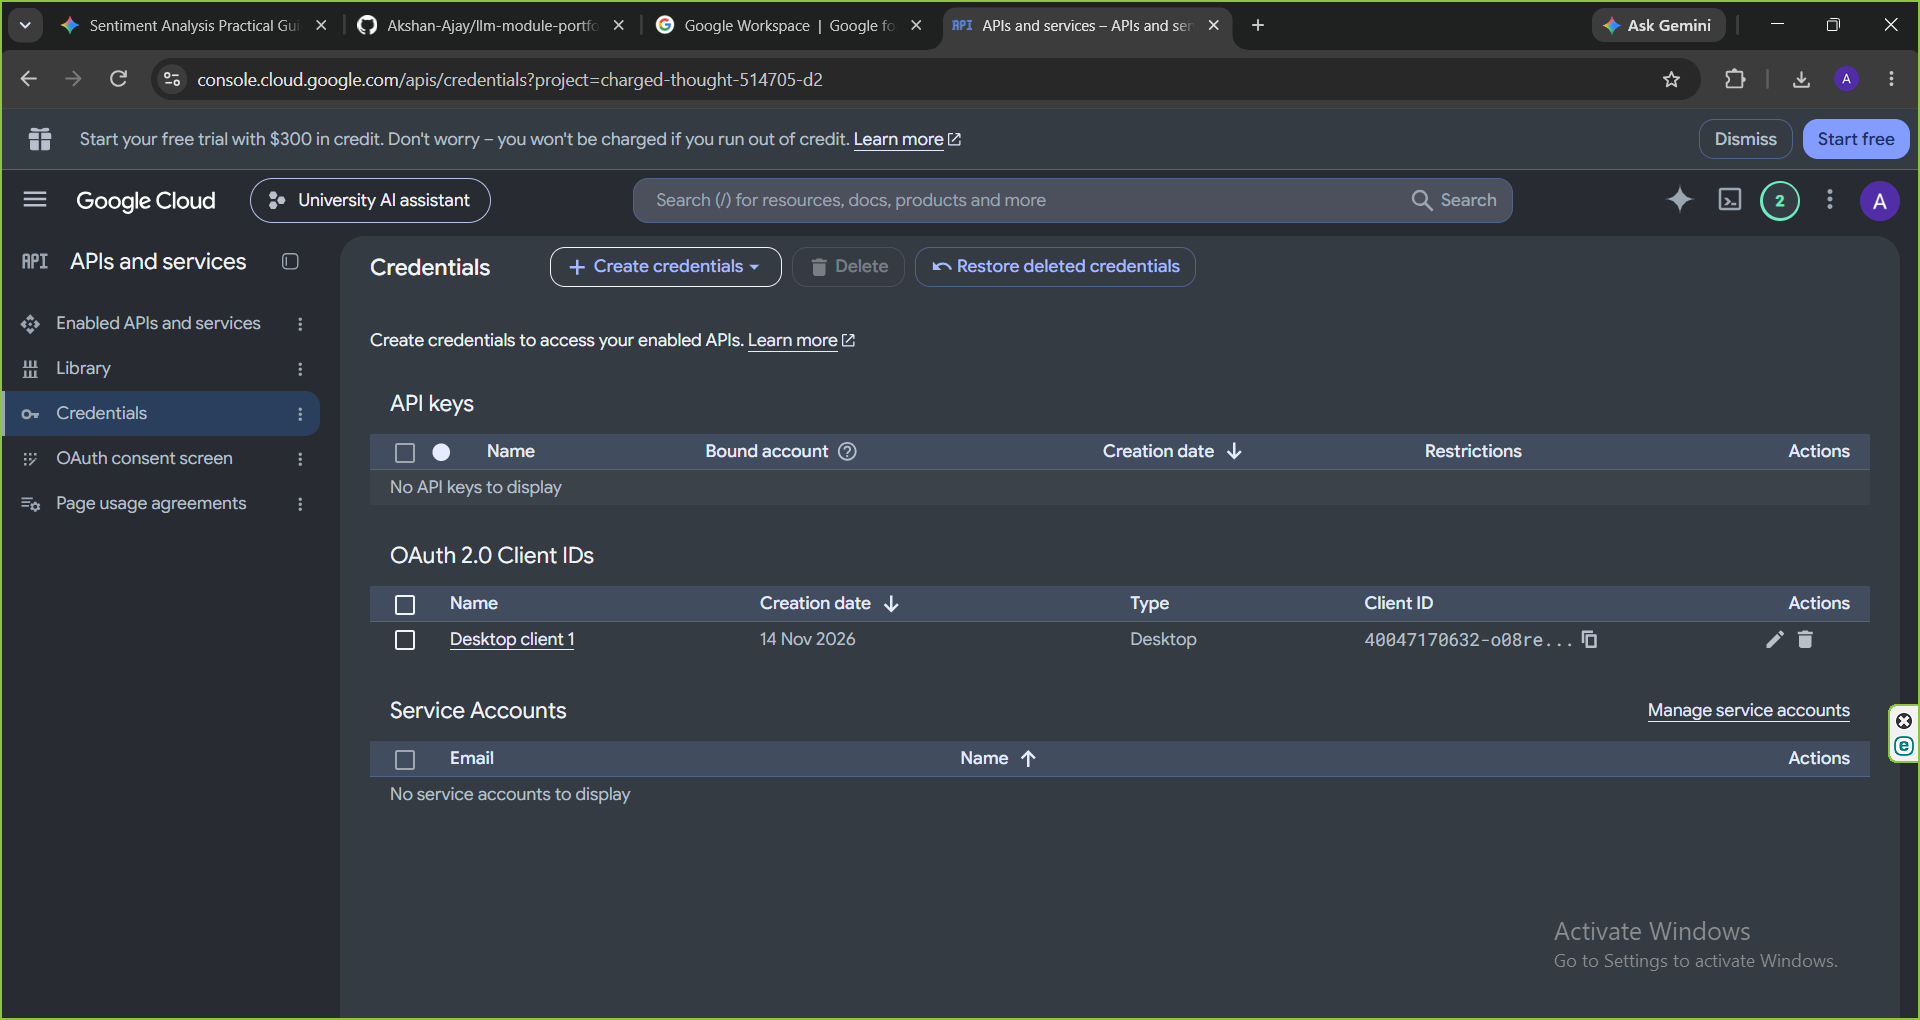 Sentiment Analysis Practical Gui
Akshan-Ajay/llm-module-portfo
Google Workspace | Google fo
API APIs and services – APIs and ser
Ask Gemini
console.cloud.google.com/apis/credentials?project=charged-thought-514705-d2
A
Start your free trial with $300 in credit. Don't worry – you won't be charged if you run out of credit. Learn more
Dismiss
Start free
Google Cloud
University AI assistant
Search (/) for resources, docs, products and more
Search
2
A
API APIs and services
Enabled APIs and services
Library
Credentials
OAuth consent screen
Page usage agreements
Credentials
+ Create credentials
Delete
Restore deleted credentials
Create credentials to access your enabled APIs. Learn more
API keys
Name Bound account ? Creation date Restrictions Actions
No API keys to display
OAuth 2.0 Client IDs
Name Creation date Type Client ID Actions
Desktop client 1 14 Nov 2026 Desktop 40047170632-o08re...
Service Accounts
Manage service accounts
Email Name Actions
No service accounts to display
e
Activate Windows
Go to Settings to activate Windows.